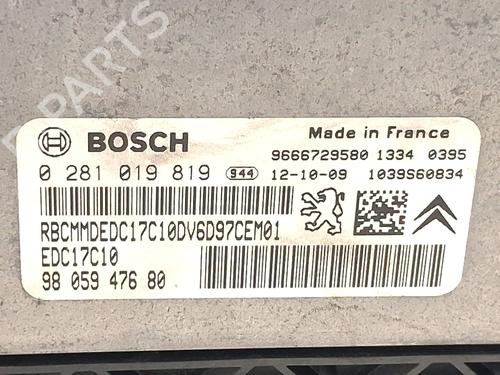 BOSCH
Made in France
0 281 019 819 944
9666729580 1334 0395
12-10-09 1039S60834
RBCMMDEDC17C10DV6D97CEM01
EDC17C10
98 059 476 80
PARTS